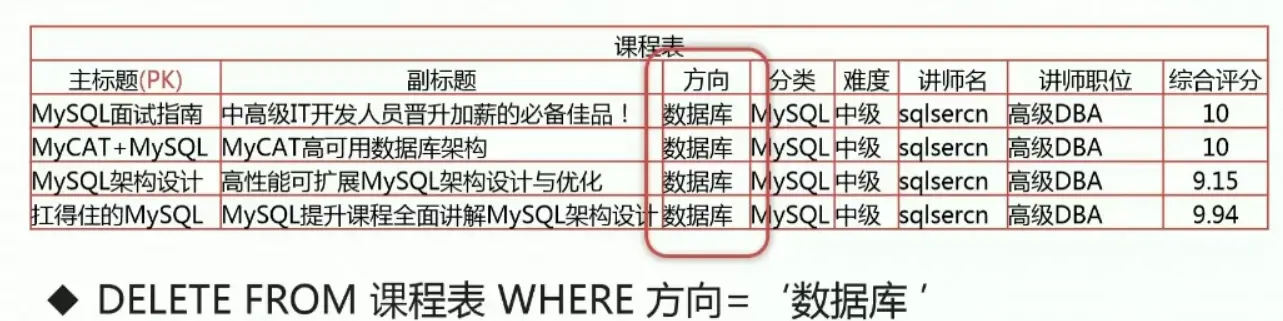 课程表
主标题(PK) 副标题 方向 分类 难度 讲师名 讲师职位 综合评分
MySQL面试指南 中高级IT开发人员晋升加薪的必备佳品！ 数据库 MySQL 中级 sqlsercn 高级DBA 10
MyCAT+MySQL MyCAT高可用数据库架构 数据库 MySQL 中级 sqlsercn 高级DBA 10
MySQL架构设计 高性能可扩展MySQL架构设计与优化 数据库 MySQL 中级 sqlsercn 高级DBA 9.15
扛得住的MySQL MySQL提升课程全面讲解MySQL架构设计 数据库 MySQL 中级 sqlsercn 高级DBA 9.94
◆ DELETE FROM 课程表 WHERE 方向= ‘数据库 ’